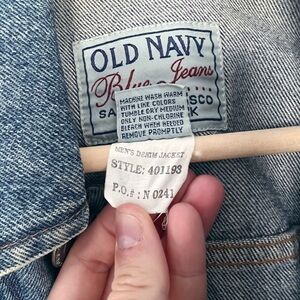 OLD NAVY
Blue Jeans
MACHINE WASH WARM
WITH LIKE COLORS
TUMBLE DRY MEDIUM
ONLY NON-CHLORINE
BLEACH WHEN NEEDED
REMOVE PROMPTLY
SCO
MEN'S DENIM JACKET
STYLE: 401193
P.O.#: N 0241